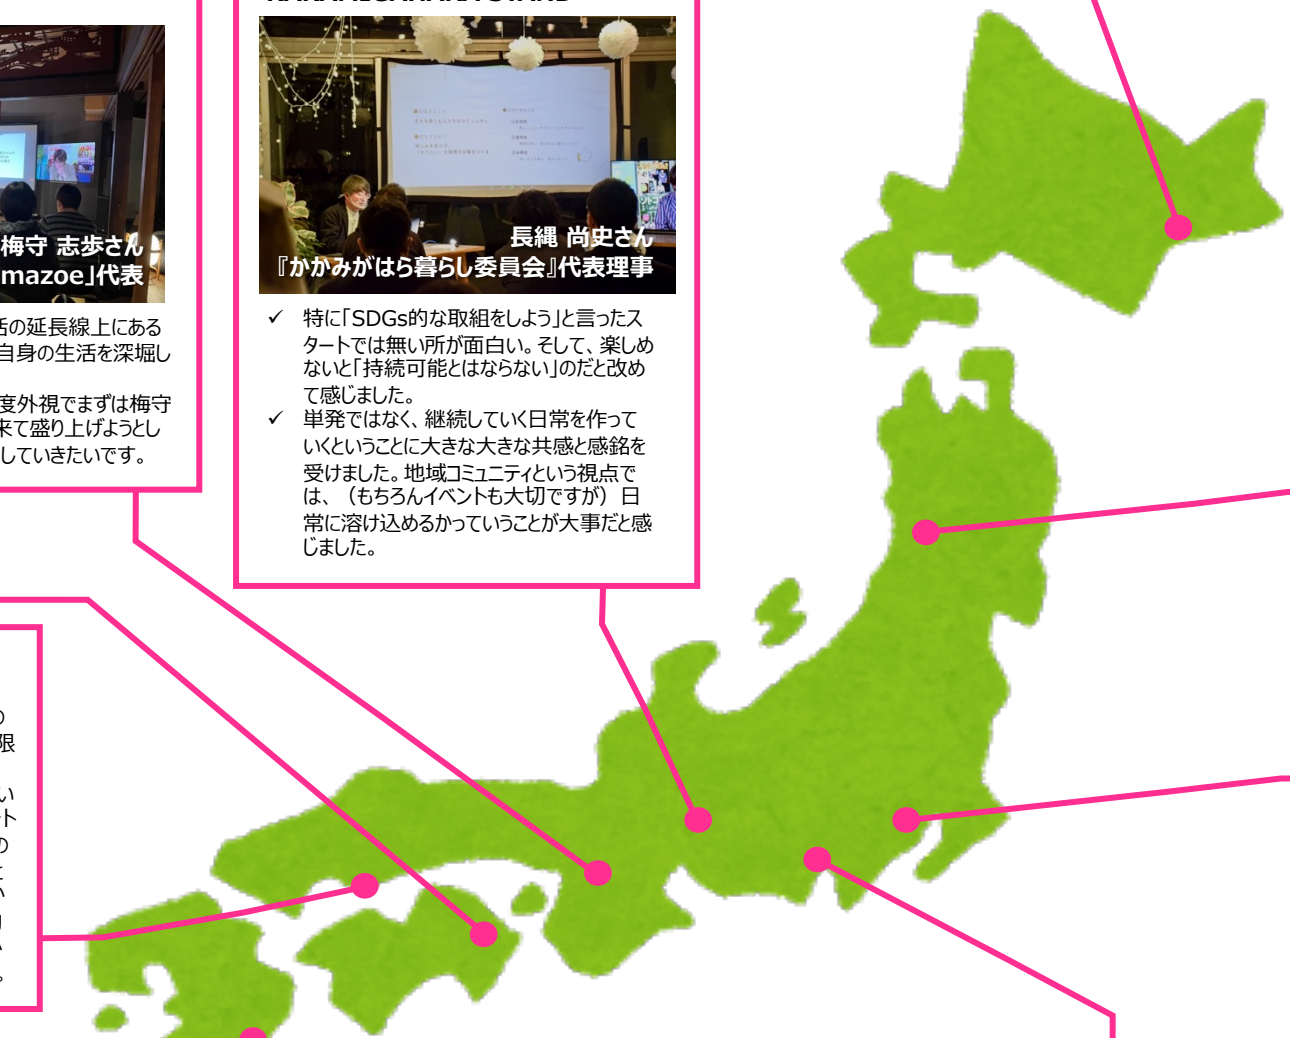 梅守 志歩さん
mazoe｣代表
活の延長線上にある
自身の生活を深堀し
度外視でまずは梅守
来て盛り上げようとし
していきたいです。
長縄 尚史さん
『かかみがはら暮らし委員会』代表理事
✓ 特に｢SDGs的な取組をしよう｣と言ったス
タートでは無い所が面白い。そして、楽しめ
ないと｢持続可能とはならない｣のだと改め
て感じました。
✓ 単発ではなく、継続していく日常を作って
いくということに大きな大きな共感と感銘を
受けました。地域コミュニティという視点で
は、（もちろんイベントも大切ですが）日
常に溶け込めるかっていうことが大事だと感
じました。
の
限
い
ート
の